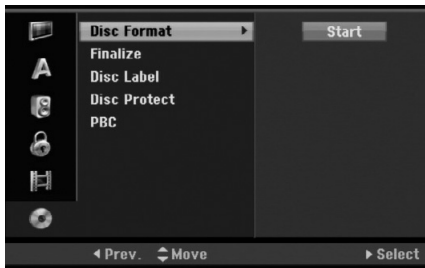 Disc Format Start
Finalize
Disc Label
Disc Protect
PBC
Prev. Move Select